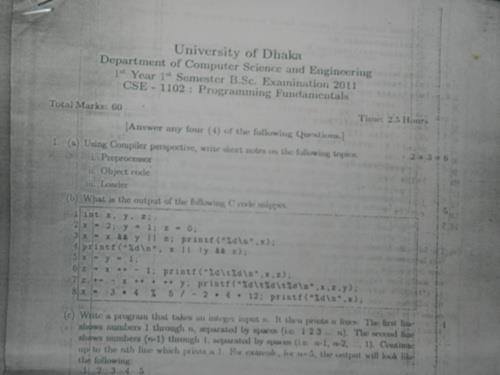 University of Dhaka
Department of Computer Science and Engineering
1st Year 1st Semester B.Sc. Examination 2011
CSE - 1102 : Programming Fundamentals
Total Marks: 60 Time: 2.5 Hours
[Answer any four (4) of the following Questions.]
1. (a) Using Compiler perspective, write short notes on the following topics. 2 × 3 = 6
i. Preprocessor
ii. Object code
iii. Loader
(b) What is the output of the following C code snippet.
1 int x, y, z;
2 x = 2; y = 1; z = 0;
3 x = x && y || z; printf("%d\n",x);
4 printf("%d\n", x || !y && z);
5 x = y = 1;
6 z = x ++ - 1; printf("%d\t%d\n",x,z);
7 z += - x ++ + ++ y; printf("%d\t%d\t%d\n",x,z,y);
8 x = - 3 * 4 % 5 / - 2 * 4 + 12; printf("%d\n",x);
(c) Write a program that takes an integer input n. It then prints n lines. The first line
shows numbers 1 through n, separated by spaces (i.e. 1 2 3 ... n). The second line
shows numbers (n-1) through 1, separated by spaces (i.e. n-1, n-2, ... 1). Continue
up to the nth line which prints a 1. For example, for n=5, the output will look like
the following:
1 2 3 4 5